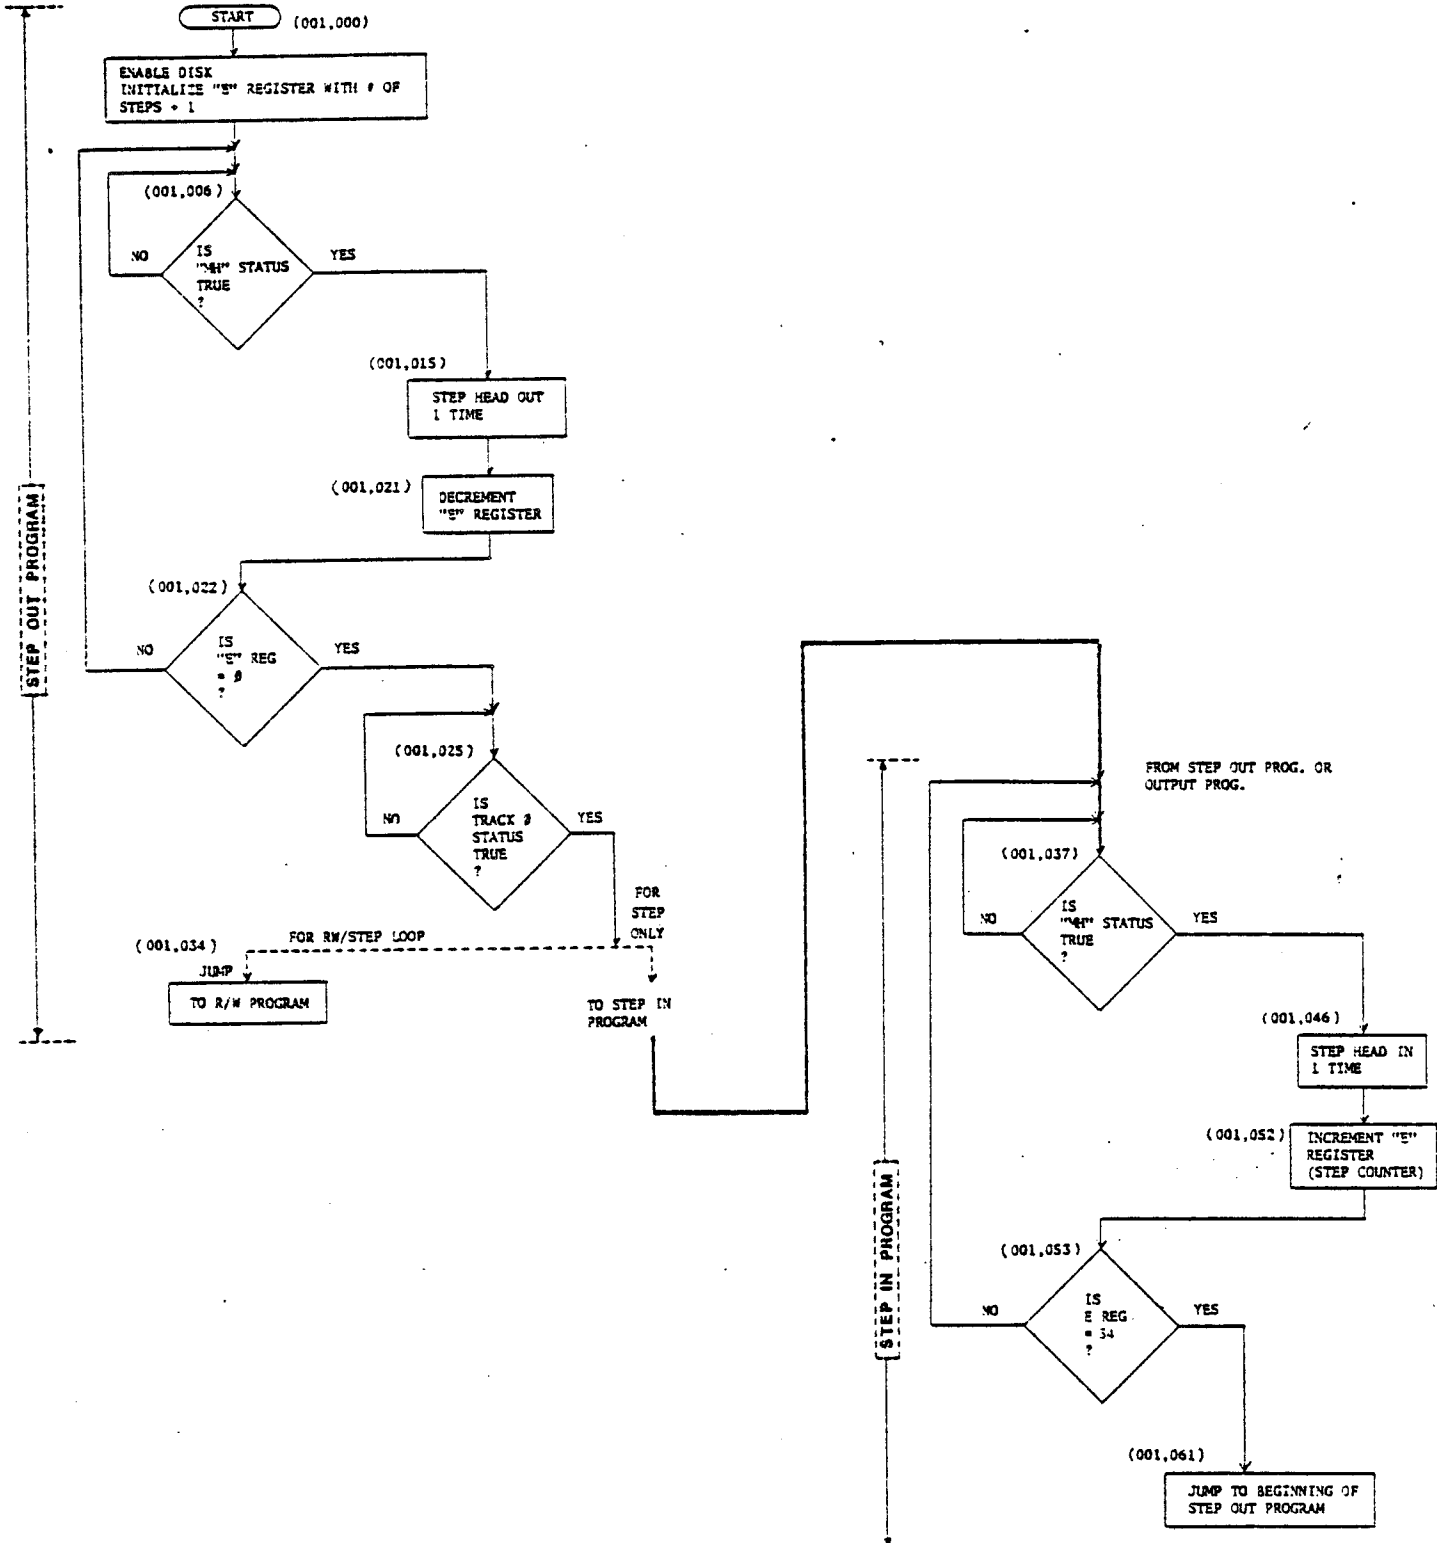 START
(001,000)
ENABLE DISK
INITIALIZE "E" REGISTER WITH # OF
STEPS + 1
(001,006)
NO
IS
"MH" STATUS
TRUE
?
YES
(001,015)
STEP HEAD OUT
1 TIME
(001,021)
DECREMENT
"E" REGISTER
STEP OUT PROGRAM
(001,022)
NO
IS
"E" REG
= Ø
?
YES
(001,025)
NO
IS
TRACK Ø
STATUS
TRUE
?
YES
FOR
STEP
ONLY
(001,034)
FOR RW/STEP LOOP
JUMP
TO R/W PROGRAM
TO STEP IN
PROGRAM
FROM STEP OUT PROG. OR
OUTPUT PROG.
(001,037)
NO
IS
"MH" STATUS
TRUE
?
YES
(001,046)
STEP HEAD IN
1 TIME
(001,052)
INCREMENT "E"
REGISTER
(STEP COUNTER)
STEP IN PROGRAM
(001,053)
NO
IS
E REG
=
?
YES
(001,061)
JUMP TO BEGINNING OF
STEP OUT PROGRAM